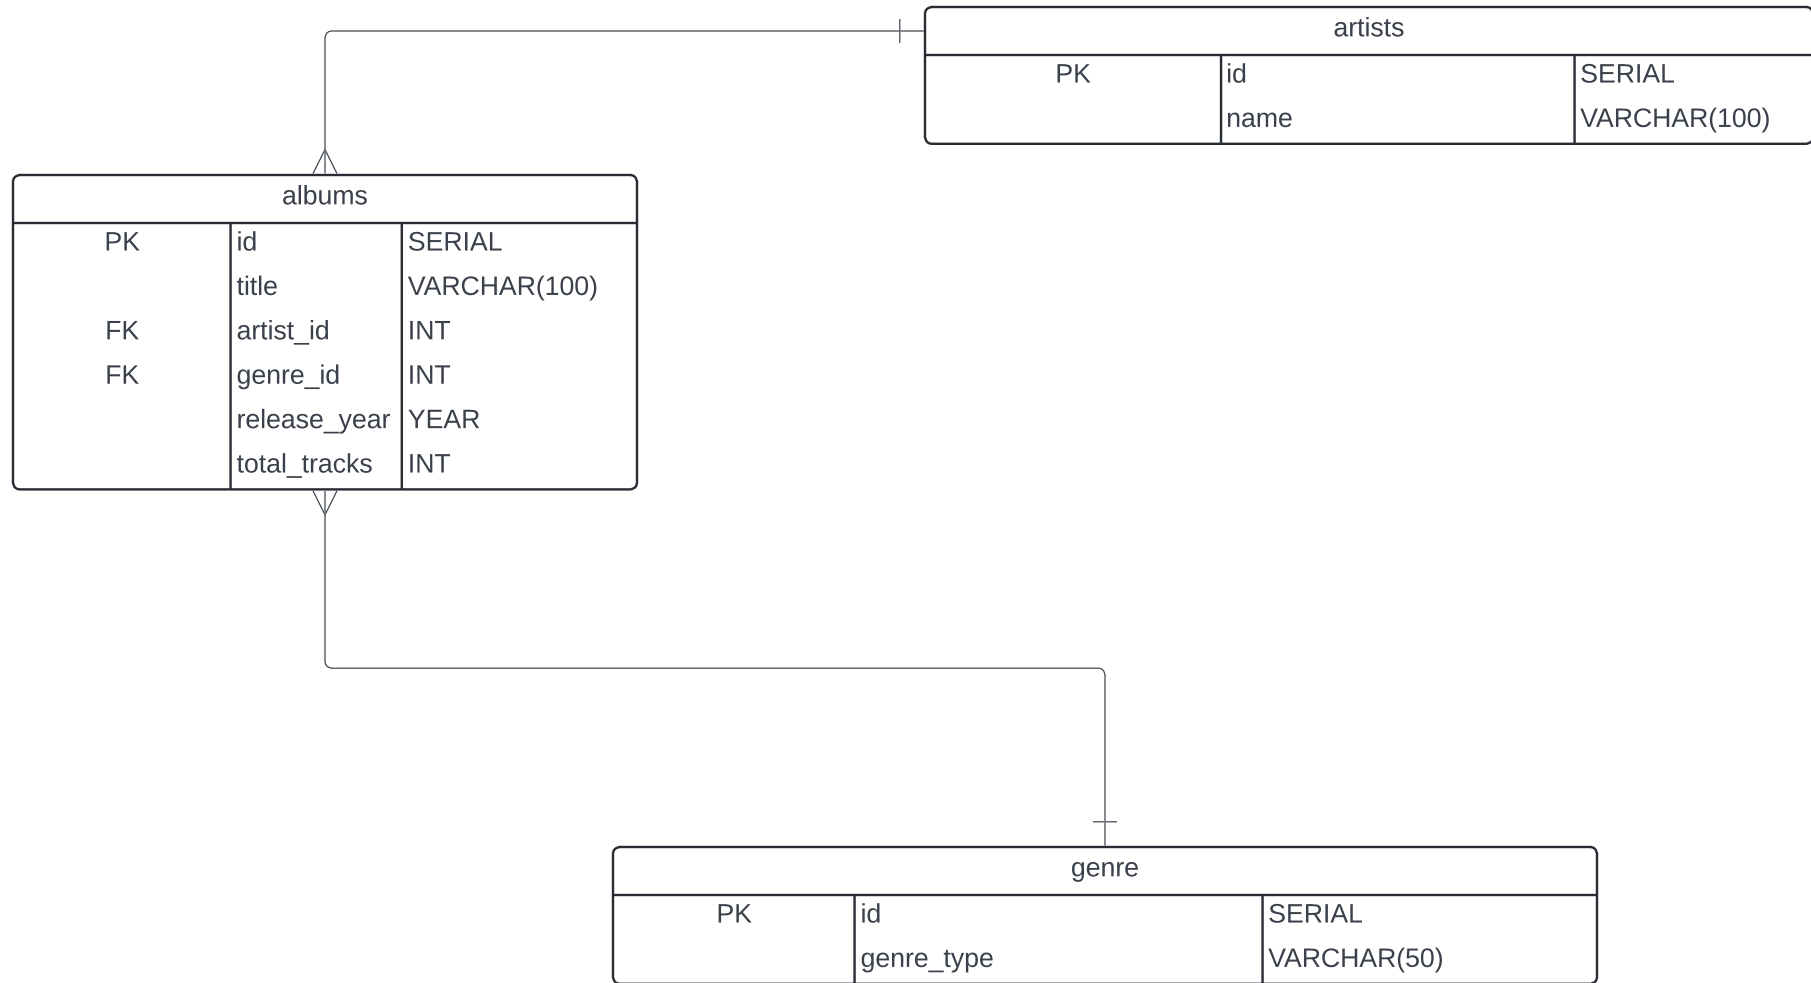 artists
PK id SERIAL
name VARCHAR(100)
albums
PK id SERIAL
title VARCHAR(100)
FK artist_id INT
FK genre_id INT
release_year YEAR
total_tracks INT
genre
PK id SERIAL
genre_type VARCHAR(50)